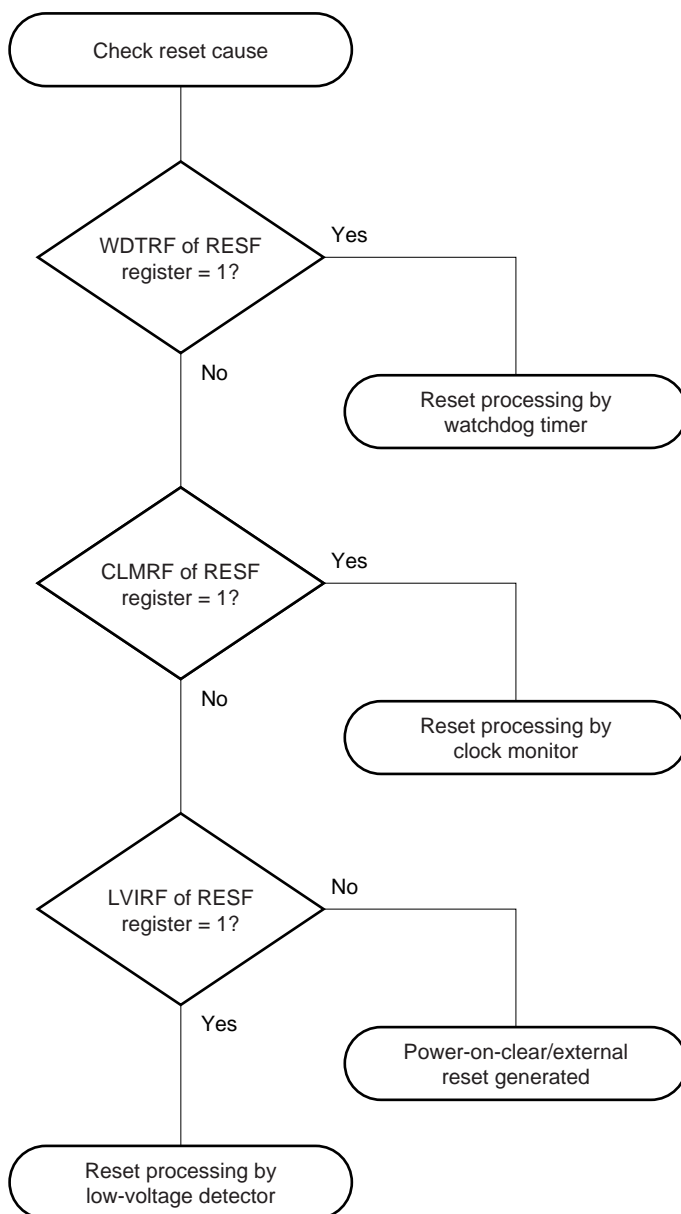 Check reset cause
WDTRF of RESF
register = 1?
Yes
No
Reset processing by
watchdog timer
CLMRF of RESF
register = 1?
Yes
No
Reset processing by
clock monitor
LVIRF of RESF
register = 1?
No
Yes
Power-on-clear/external
reset generated
Reset processing by
low-voltage detector